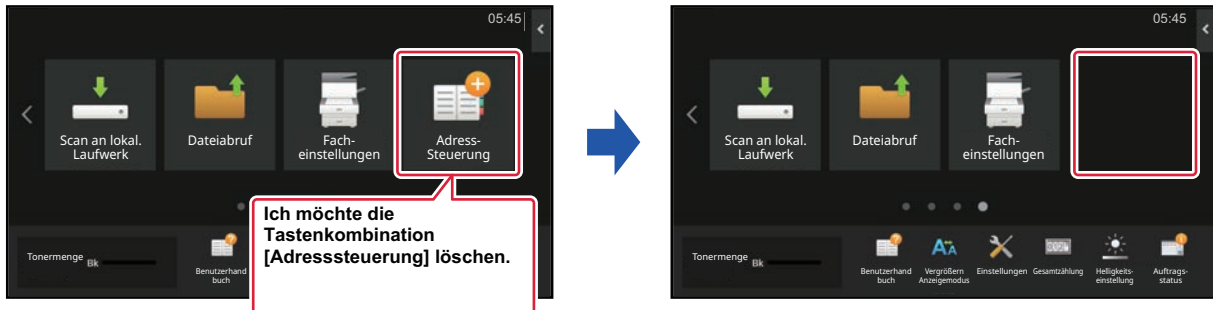 05:45
Scan an lokal.
Laufwerk
Dateiabruf
Fach-
einstellungen
Adress-
Steuerung
Ich möchte die
Tastenkombination
[Adresssteuerung] löschen.
Tonermenge
Bk
Benutzerhand
buch
05:45
Scan an lokal.
Laufwerk
Dateiabruf
Fach-
einstellungen
Tonermenge
Bk
Benutzerhand
buch
Vergrößern
Anzeigemodus
Einstellungen
Gesamtzählung
Helligkeits-
einstellung
Auftrags-
status